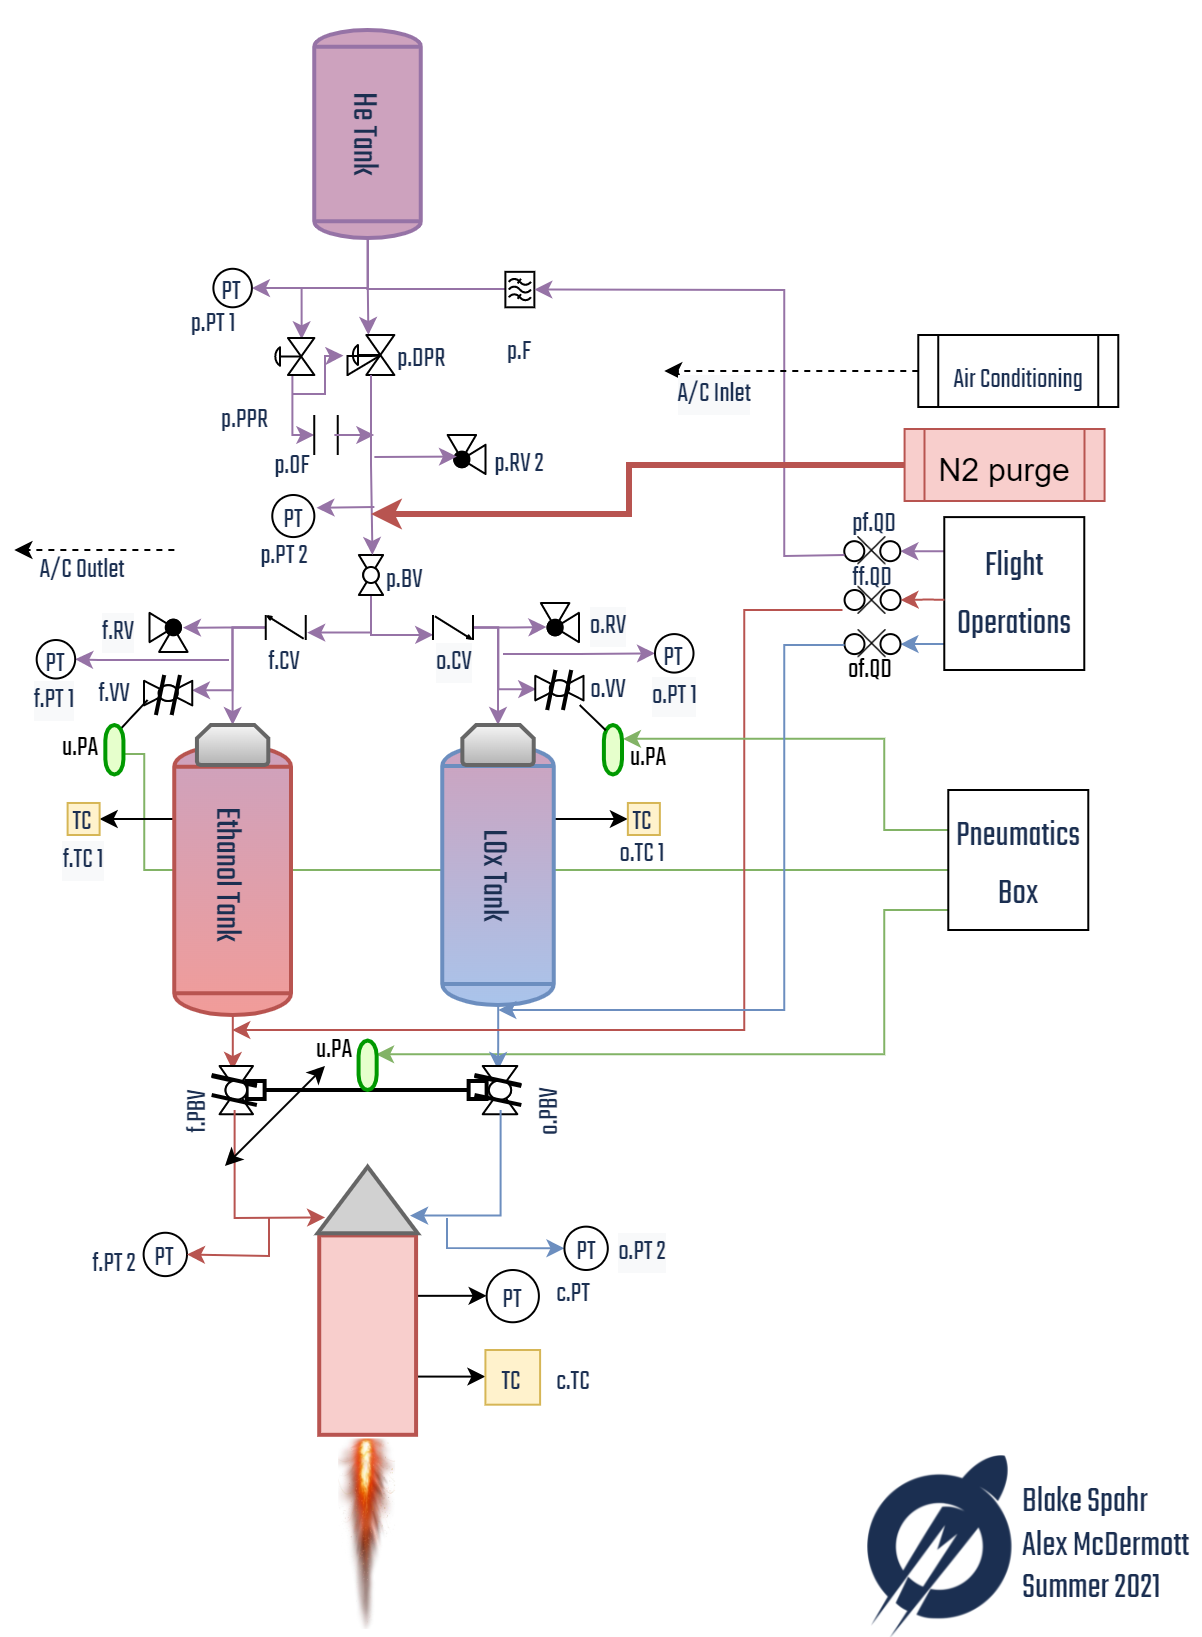 He Tank
PT
p.PT 1
p.F
p.DPR
p.PPR
p.OF
p.RV 2
PT
p.PT 2
p.BV
Air Conditioning
A/C Inlet
N2 purge
A/C Outlet
pf.QD
ff.QD
of.QD
Flight
Operations
f.RV
f.CV
o.CV
o.RV
PT
f.PT 1
f.VV
o.VV
PT
o.PT 1
u.PA
u.PA
TC
f.TC 1
Ethanol Tank
LOx Tank
TC
o.TC 1
Pneumatics
Box
u.PA
f.PBV
o.PBV
f.PT 2
PT
PT
o.PT 2
PT
c.PT
TC
c.TC
Blake Spahr
Alex McDermott
Summer 2021